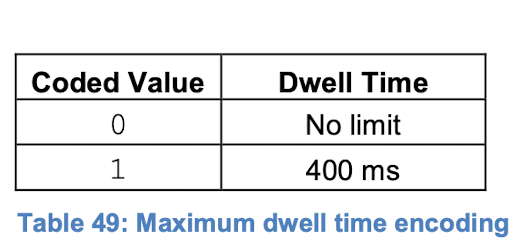 Coded Value Dwell Time
0 No limit
1 400 ms
Table 49: Maximum dwell time encoding